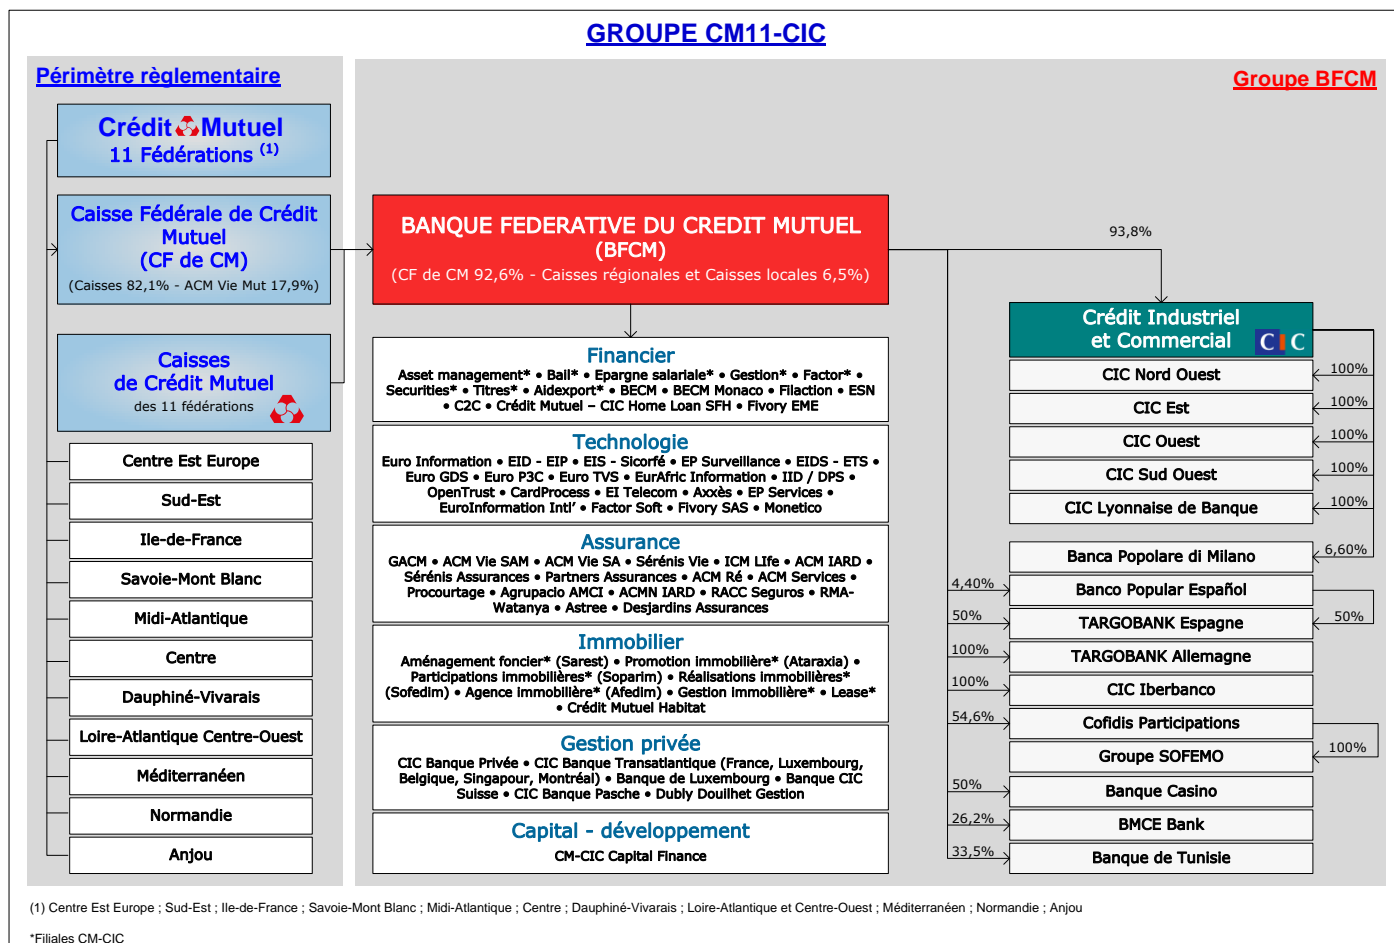 GROUPE CM11-CIC
Périmètre règlementaire
Groupe BFCM
Crédit Mutuel
11 Fédérations (1)
Caisse Fédérale de Crédit
Mutuel
(CF de CM)
(Caisses 82,1% - ACM Vie Mut 17,9%)
Caisses
de Crédit Mutuel
des 11 fédérations
Centre Est Europe
Sud-Est
Ile-de-France
Savoie-Mont Blanc
Midi-Atlantique
Centre
Dauphiné-Vivarais
Loire-Atlantique Centre-Ouest
Méditerranéen
Normandie
Anjou
BANQUE FEDERATIVE DU CREDIT MUTUEL
(BFCM)
(CF de CM 92,6% - Caisses régionales et Caisses locales 6,5%)
Financier
Asset management* • Bail* • Epargne salariale* • Gestion* • Factor* •
Securities* • Titres* • Aidexport* • BECM • BECM Monaco • Filaction • ESN
• C2C • Crédit Mutuel – CIC Home Loan SFH • Fivory EME
Technologie
Euro Information • EID - EIP • EIS - Sicorfé • EP Surveillance • EIDS - ETS •
Euro GDS • Euro P3C • Euro TVS • EurAfric Information • IID / DPS •
OpenTrust • CardProcess • EI Telecom • Axxès • EP Services •
EuroInformation Intl’ • Factor Soft • Fivory SAS • Monetico
Assurance
GACM • ACM Vie SAM • ACM Vie SA • Sérénis Vie • ICM LIfe • ACM IARD •
Sérénis Assurances • Partners Assurances • ACM Ré • ACM Services •
Procourtage • Agrupacio AMCI • ACMN IARD • RACC Seguros • RMA-
Watanya • Astree • Desjardins Assurances
Immobilier
Aménagement foncier* (Sarest) • Promotion immobilière* (Ataraxia) •
Participations immobilières* (Soparim) • Réalisations immobilières*
(Sofedim) • Agence immobilière* (Afedim) • Gestion immobilière* • Lease*
• Crédit Mutuel Habitat
Gestion privée
CIC Banque Privée • CIC Banque Transatlantique (France, Luxembourg,
Belgique, Singapour, Montréal) • Banque de Luxembourg • Banque CIC
Suisse • CIC Banque Pasche • Dubly Douilhet Gestion
Capital - développement
CM-CIC Capital Finance
93,8%
Crédit Industriel
et Commercial CIC
CIC Nord Ouest 100%
CIC Est 100%
CIC Ouest 100%
CIC Sud Ouest 100%
CIC Lyonnaise de Banque 100%
Banca Popolare di Milano 6,60%
4,40% Banco Popular Español
50% TARGOBANK Espagne 50%
100% TARGOBANK Allemagne
100% CIC Iberbanco
54,6% Cofidis Participations
Groupe SOFEMO 100%
50% Banque Casino
26,2% BMCE Bank
33,5% Banque de Tunisie
(1) Centre Est Europe ; Sud-Est ; Ile-de-France ; Savoie-Mont Blanc ; Midi-Atlantique ; Centre ; Dauphiné-Vivarais ; Loire-Atlantique et Centre-Ouest ; Méditerranéen ; Normandie ; Anjou
*Filiales CM-CIC